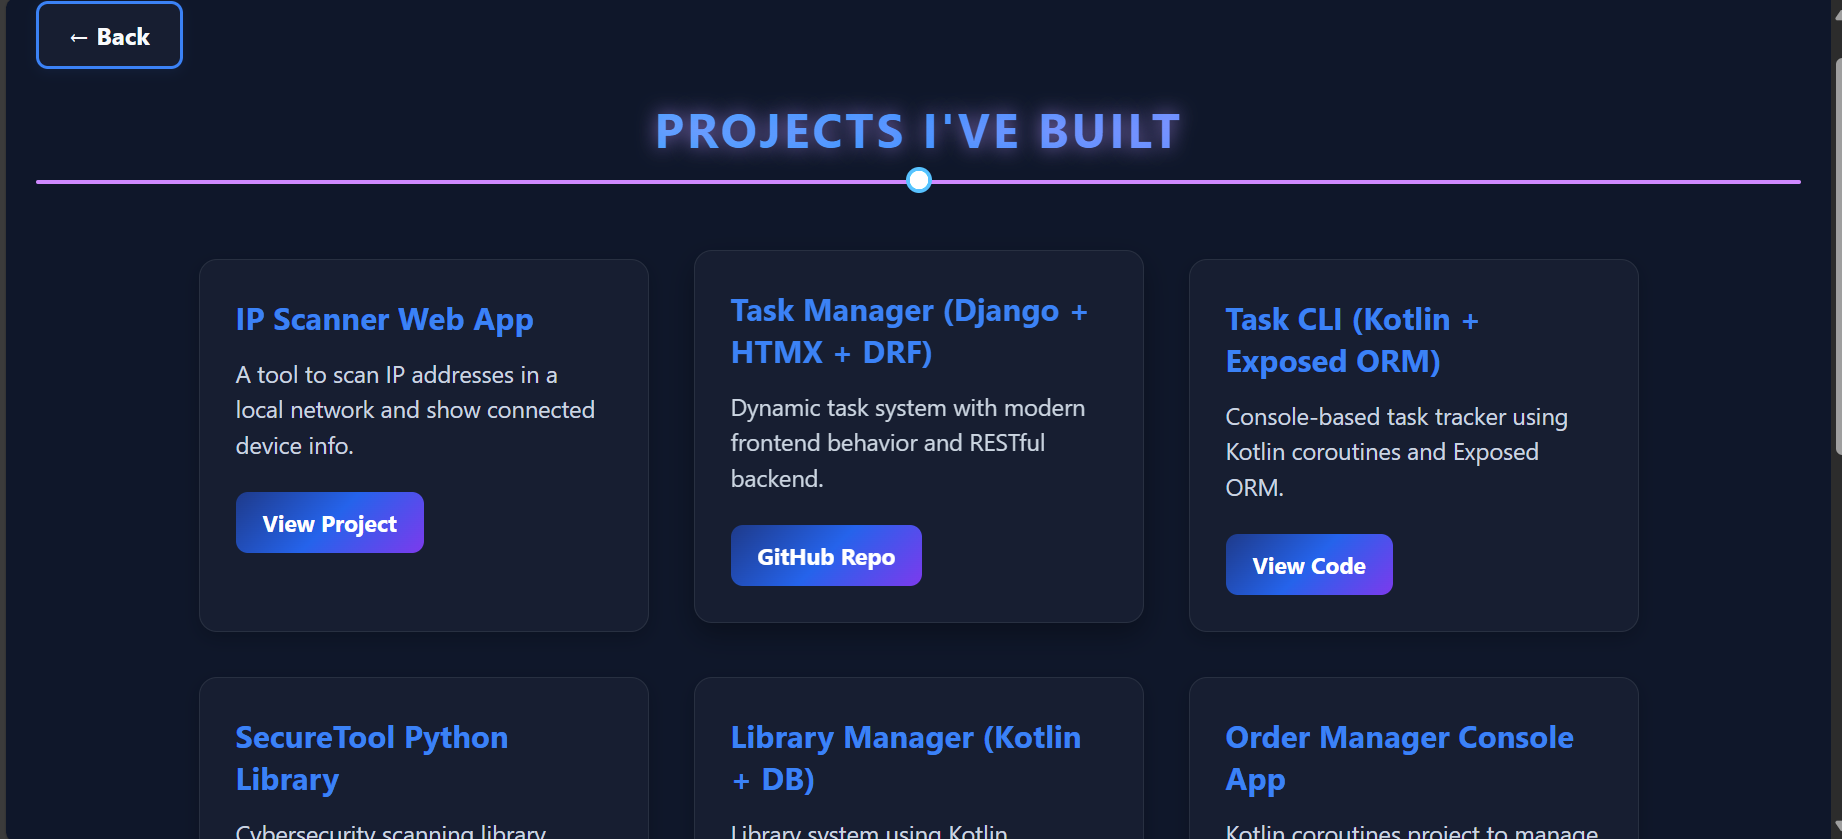 ← Back
PROJECTS I'VE BUILT
IP Scanner Web App
A tool to scan IP addresses in a
local network and show connected
device info.
View Project
Task Manager (Django +
HTMX + DRF)
Dynamic task system with modern
frontend behavior and RESTful
backend.
GitHub Repo
Task CLI (Kotlin +
Exposed ORM)
Console-based task tracker using
Kotlin coroutines and Exposed
ORM.
View Code
SecureTool Python
Library
Cybersecurity scanning library
Library Manager (Kotlin
+ DB)
Library system using Kotlin
Order Manager Console
App
Kotlin coroutines project to manage